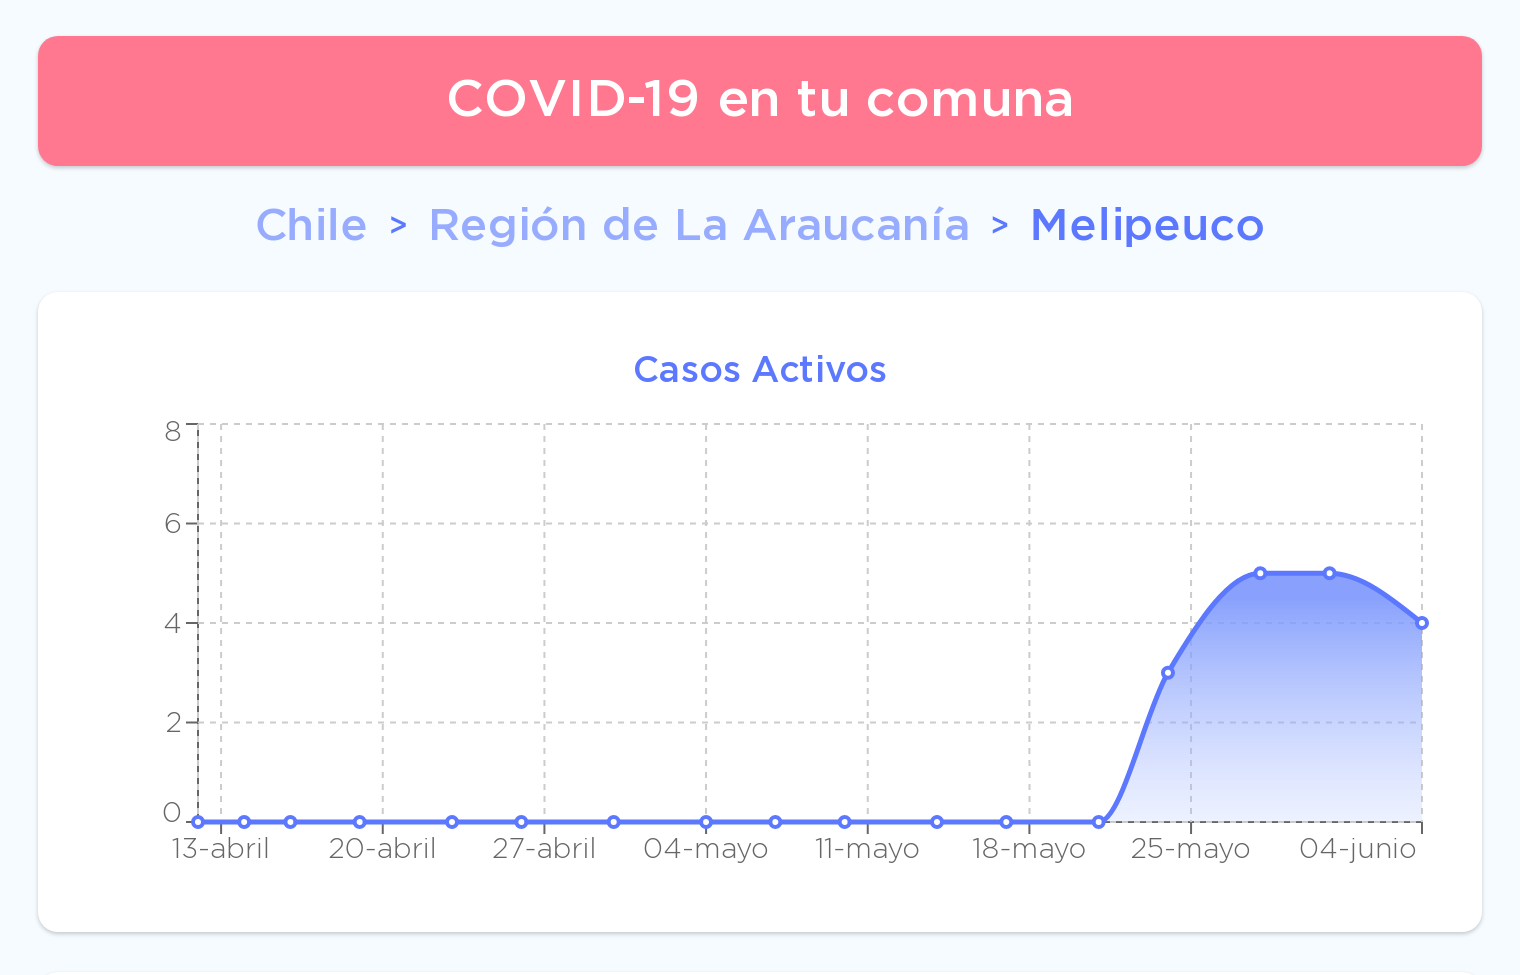 COVID-19 en tu comuna
Chile > Región de La Araucanía > Melipeuco
Casos Activos
8
6
4
2
0
13-abril 20-abril 27-abril 04-mayo 11-mayo 18-mayo 25-mayo 04-junio